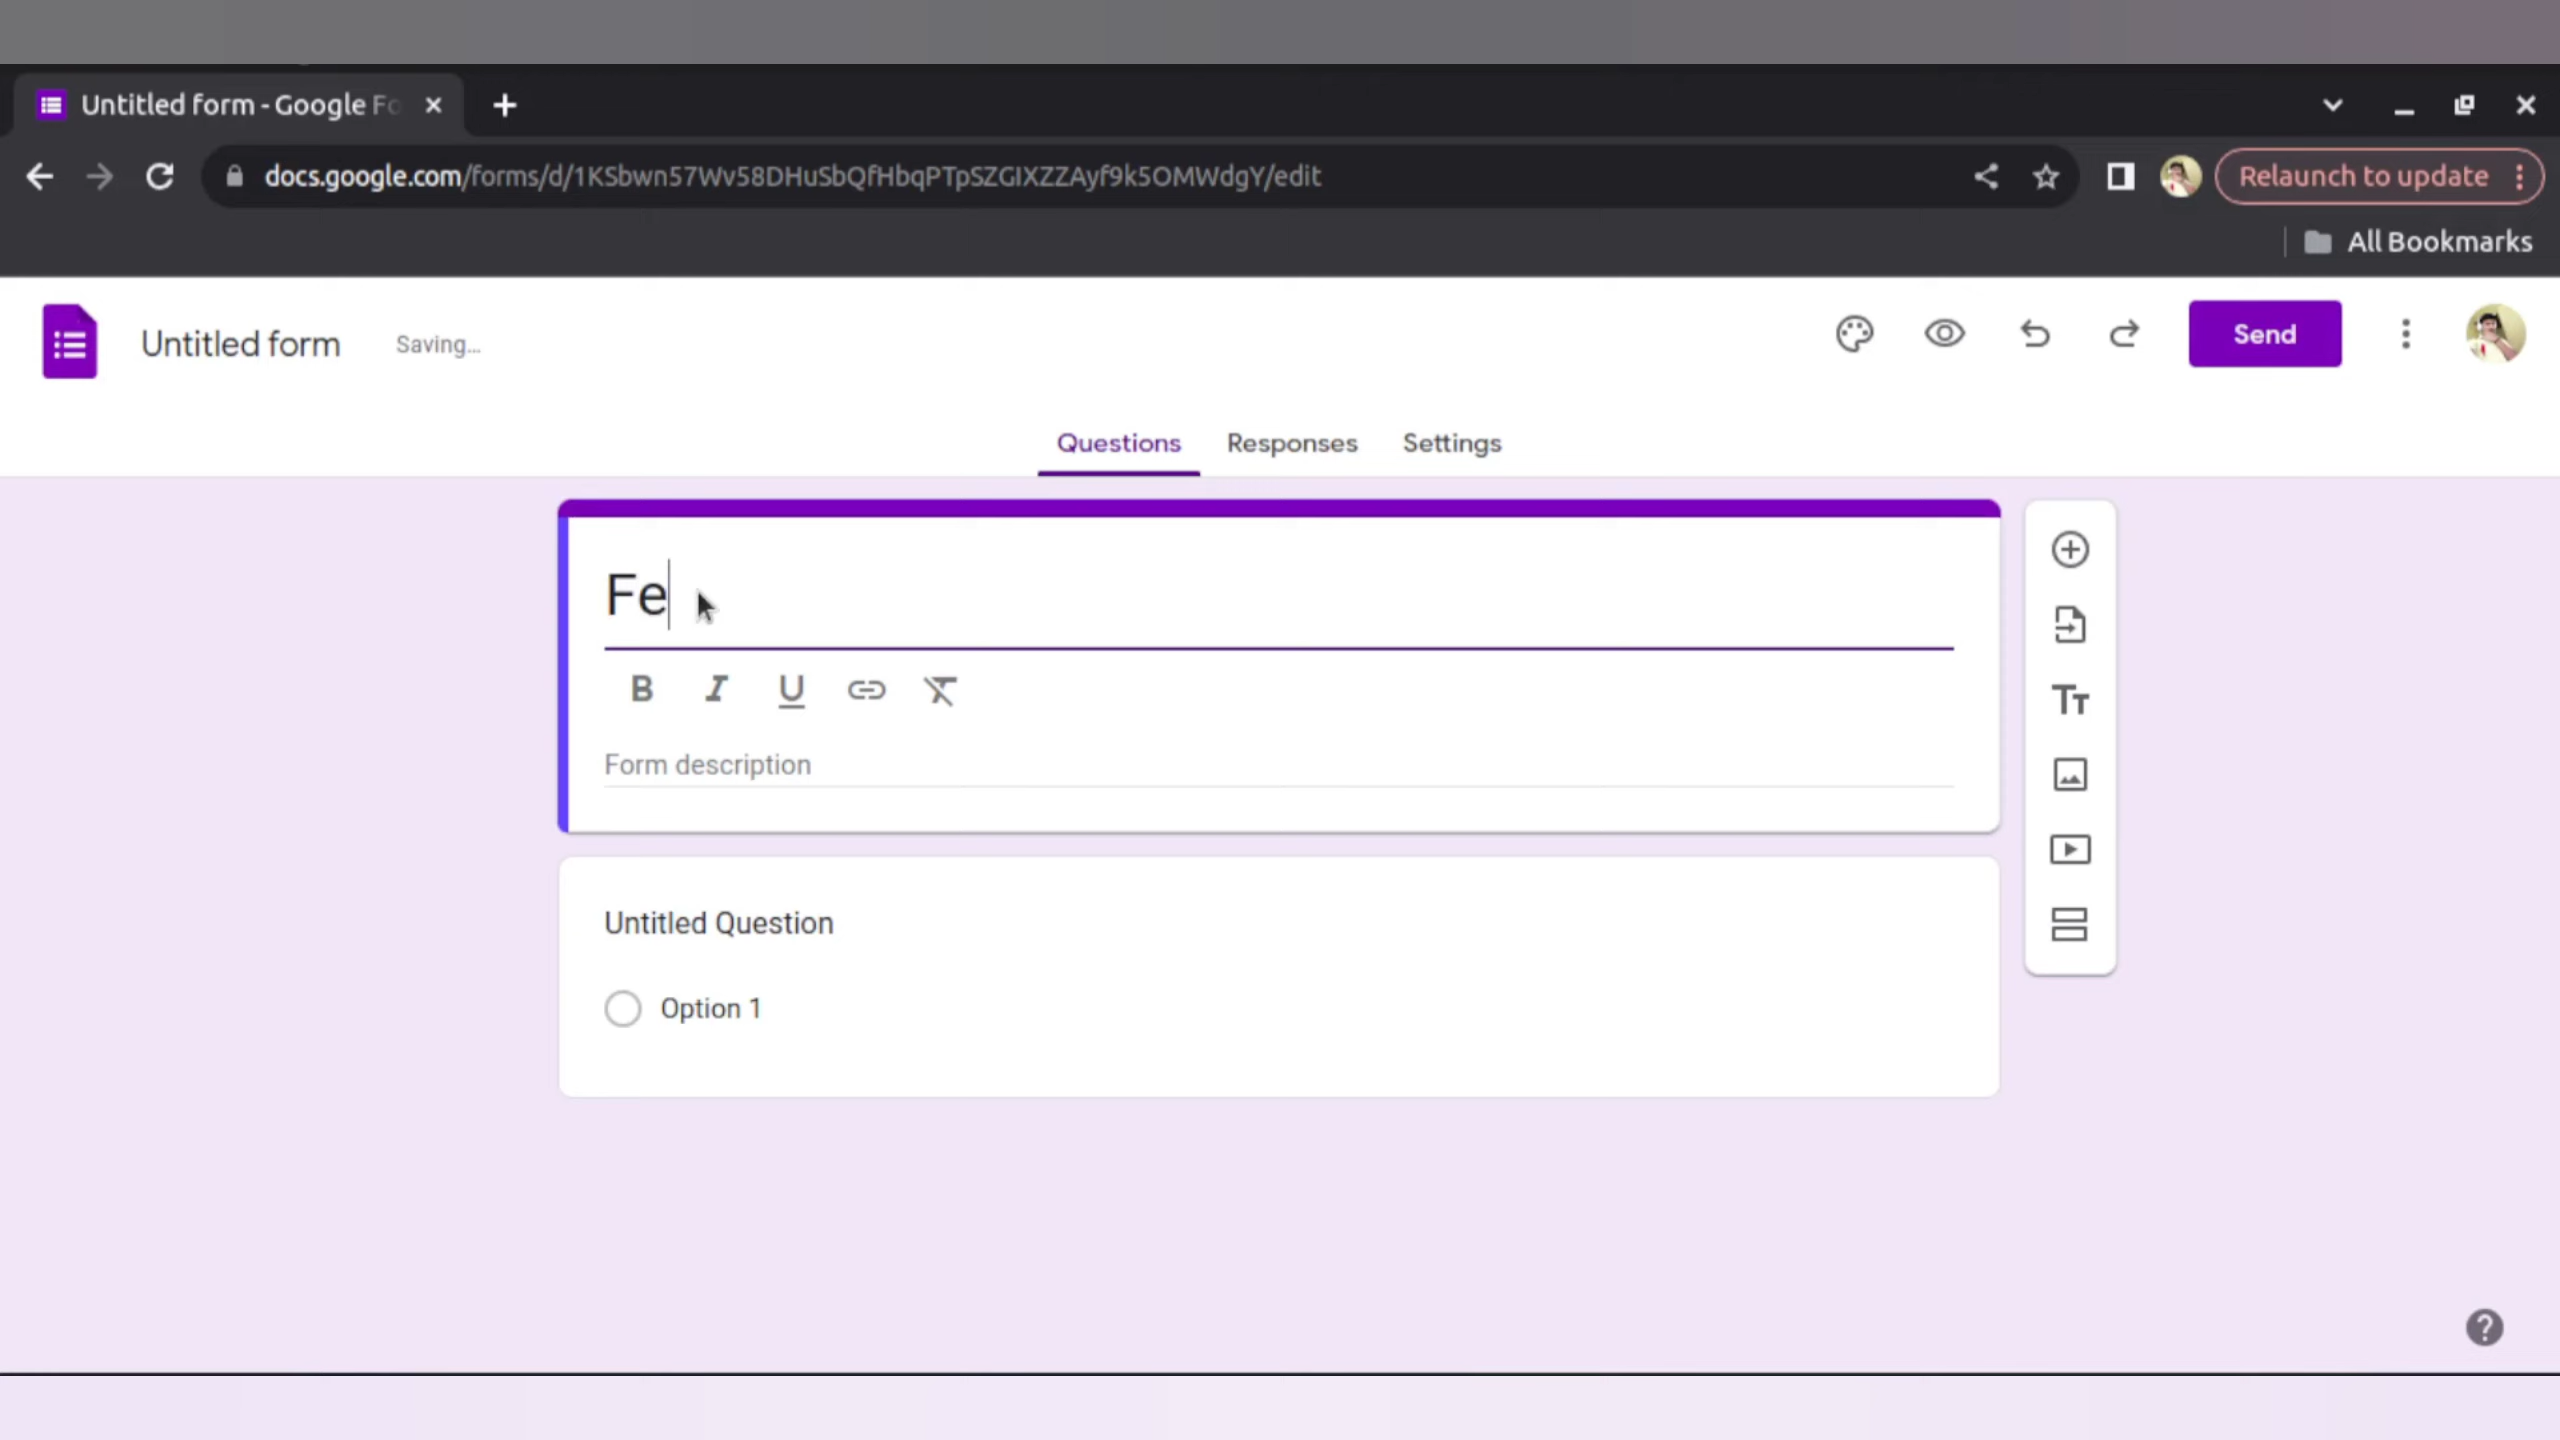 Untitled form - Google Fo
docs.google.com/forms/d/1KSbwn57Wv58DHuSbQfHbqPTpSZGIXZZAyf9k5OMWdgY/edit
Relaunch to update
All Bookmarks
Untitled form
Saving...
Send
Questions
Responses
Settings
Fe
B I U
Form description
Tт
Untitled Question
Option 1